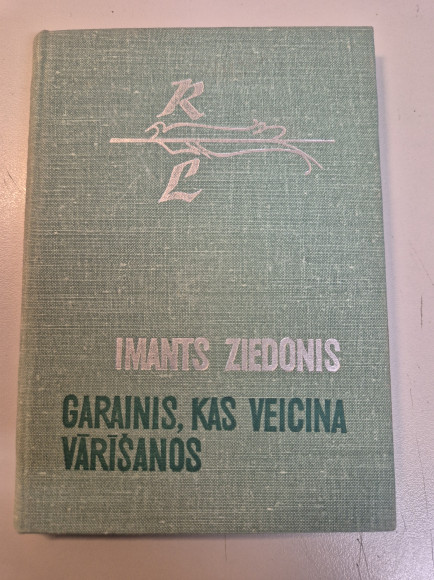 R
L
IMANTS ZIEDONIS
GARAINIS, KAS VEICINA
VĀRĪŠANOS